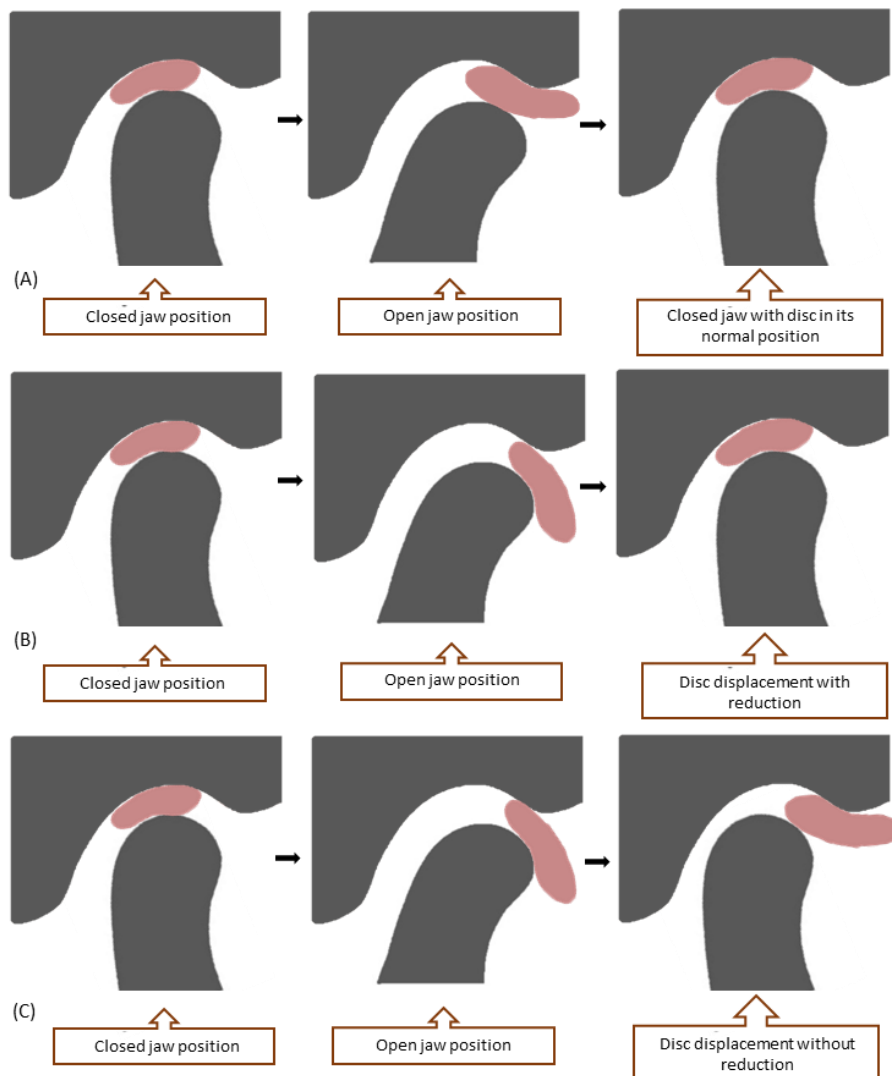 (A)
Closed jaw position
Open jaw position
Closed jaw with disc in its
normal position
(B)
Closed jaw position
Open jaw position
Disc displacement with
reduction
(C)
Closed jaw position
Open jaw position
Disc displacement without
reduction